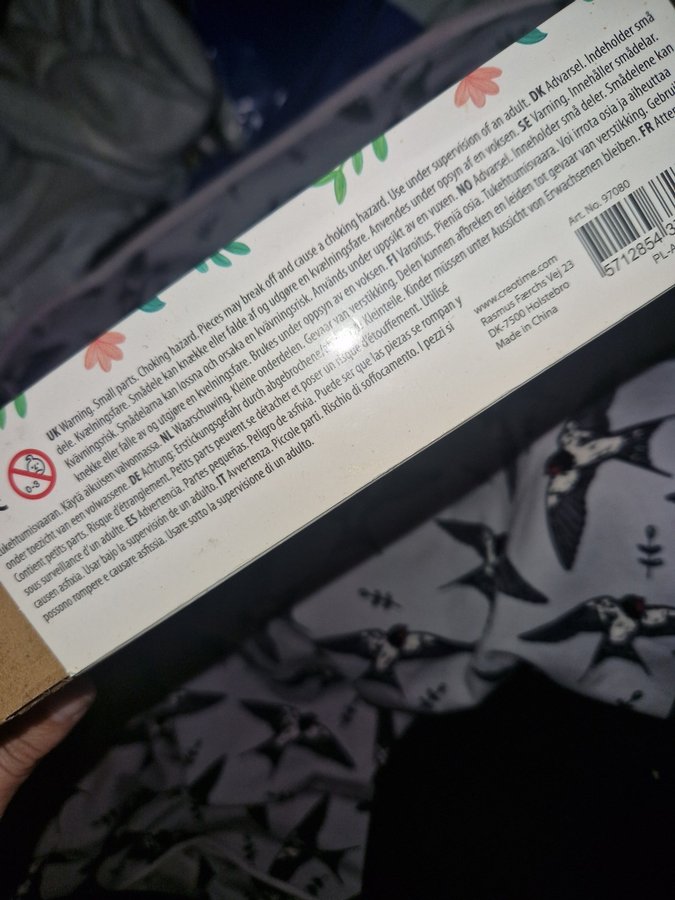 UK Warning. Small parts. Choking hazard. Pieces may break off and cause a choking hazard. Use under supervision of an adult. DK Advarsel. Indeholder små
dele. Kvælningsfare. Smådele kan knække eller falde af og udgøre en kvælningsfare. Anvendes under opsyn af en voksen. SE Varning. Innehåller smådelar.
Kvävningsrisk. Smådelarna kan lossna och orsaka en kvävningsrisk. Används under uppsikt av en vuxen. NO Advarsel. Inneholder små deler. Smådelene kan
knekke eller falle av og utgjøre en kvelningsfare. Brukes under oppsyn av en voksen. FI Varoitus. Pieniä osia. Tukehtumisvaara. Voi irrota osia ja aiheuttaa
tukehtumisvaaran. Käytä aikuisen valvonnassa. NL Waarschuwing. Kleine onderdelen. Gevaar van verstikking. Delen kunnen afbreken en leiden tot gevaar van verstikking. Gebrui
onder toezicht van een volwassene. DE Achtung. Erstickungsgefahr durch abgebrochene Kleinteile. Kinder müssen unter Aussicht von Erwachsenen bleiben. FR Atten
Contient petits parts. Risque d'étranglement. Petits parts peuvent se détacher et poser un risque d'étouffement. Utilisé
sous surveillance d'un adulte. ES Advertencia. Partes pequeñas. Peligro de asfixia. Puede ser que las piezas se rompan y
causen asfixia. Usar bajo la supervisión de un adulto. IT Avvertenza. Piccole parti. Rischio di soffocamento. I pezzi si
possono rompere e causare asfissia. Usare sotto la supervisione di un adulto.
0-3
www.creotime.com
Rasmus Færchs Vej 23
DK-7500 Holstebro
Made in China
Art. No. 97080
5712854
PL-A